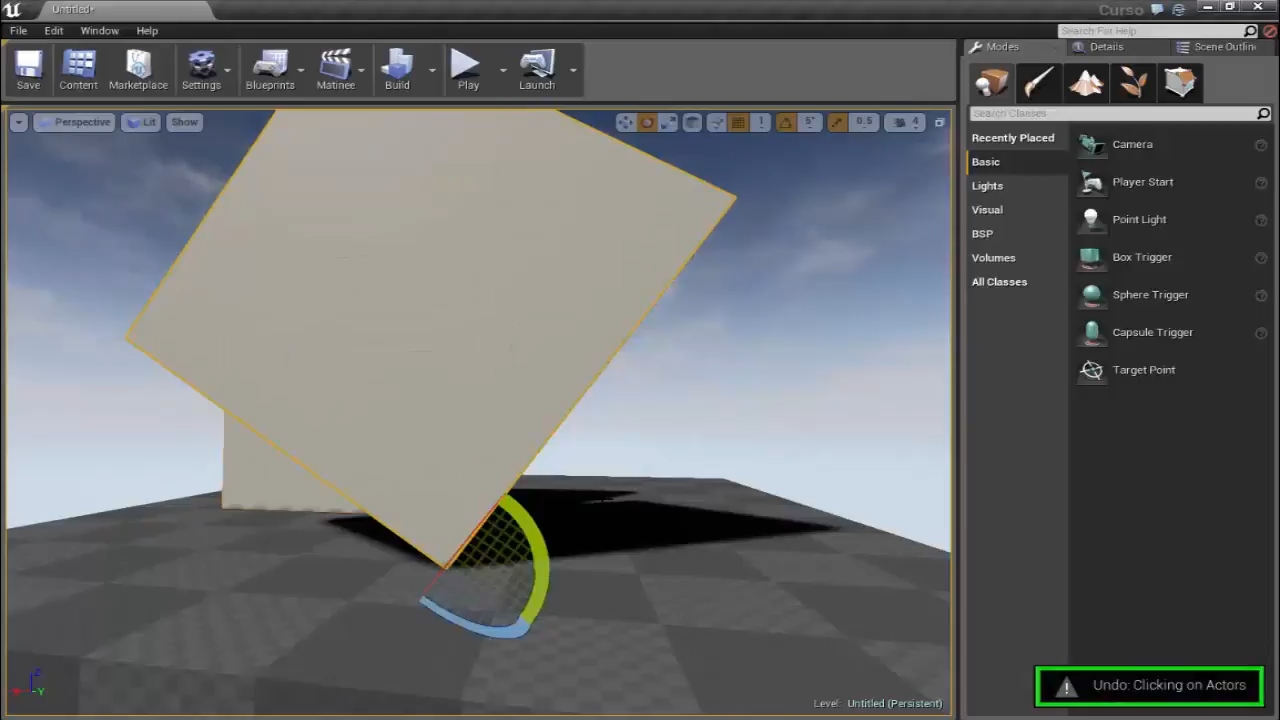 Untitled*
Curso
File Edit Window Help
Search For Help
Save Content Marketplace Settings Blueprints Matinee Build Play Launch
Modes Details Scene Outlin
Search Classes
Perspective Lit Show
1 5° 0.5 4
Recently Placed
Basic
Lights
Visual
BSP
Volumes
All Classes
Camera
Player Start
Point Light
Box Trigger
Sphere Trigger
Capsule Trigger
Target Point
Z
Y
Level: Untitled (Persistent)
Undo: Clicking on Actors